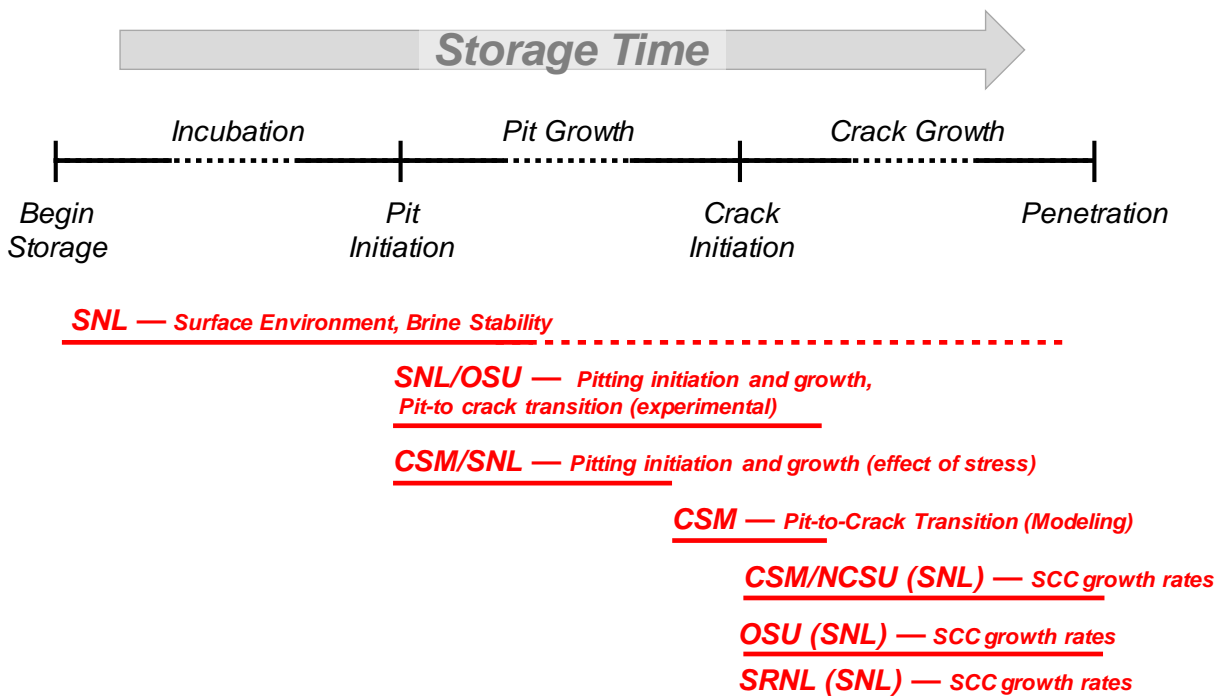 Storage Time
Incubation
Pit Growth
Crack Growth
Begin
Storage
Pit
Initiation
Crack
Initiation
Penetration
SNL — Surface Environment, Brine Stability
SNL/OSU — Pitting initiation and growth,
Pit-to crack transition (experimental)
CSM/SNL — Pitting initiation and growth (effect of stress)
CSM — Pit-to-Crack Transition (Modeling)
CSM/NCSU (SNL) — SCC growth rates
OSU (SNL) — SCC growth rates
SRNL (SNL) — SCC growth rates